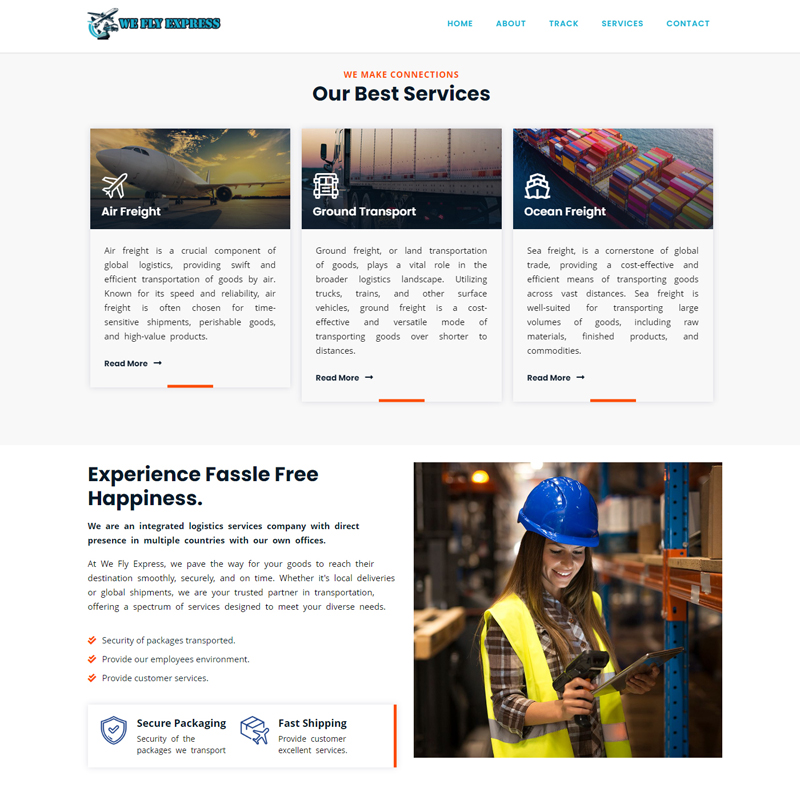 WE FLY EXPRESS
HOME ABOUT TRACK SERVICES CONTACT
WE MAKE CONNECTIONS
Our Best Services
Air Freight
Air freight is a crucial component of
global logistics, providing swift and
efficient transportation of goods by air.
Known for its speed and reliability, air
freight is often chosen for time-
sensitive shipments, perishable goods,
and high-value products.
Read More
Ground Transport
Ground freight, or land transportation
of goods, plays a vital role in the
broader logistics landscape. Utilizing
trucks, trains, and other surface
vehicles, ground freight is a cost-
effective and versatile mode of
transporting goods over shorter to
distances.
Read More
Ocean Freight
Sea freight, is a cornerstone of global
trade, providing a cost-effective and
efficient means of transporting goods
across vast distances. Sea freight is
well-suited for transporting large
volumes of goods, including raw
materials, finished products, and
commodities.
Read More
Experience Fassle Free
Happiness.
We are an integrated logistics services company with direct
presence in multiple countries with our own offices.
At We Fly Express, we pave the way for your goods to reach their
destination smoothly, securely, and on time. Whether it's local deliveries
or global shipments, we are your trusted partner in transportation,
offering a spectrum of services designed to meet your diverse needs.
Security of packages transported.
Provide our employees environment.
Provide customer services.
Secure Packaging
Security of the
packages we transport
Fast Shipping
Provide customer
excellent services.